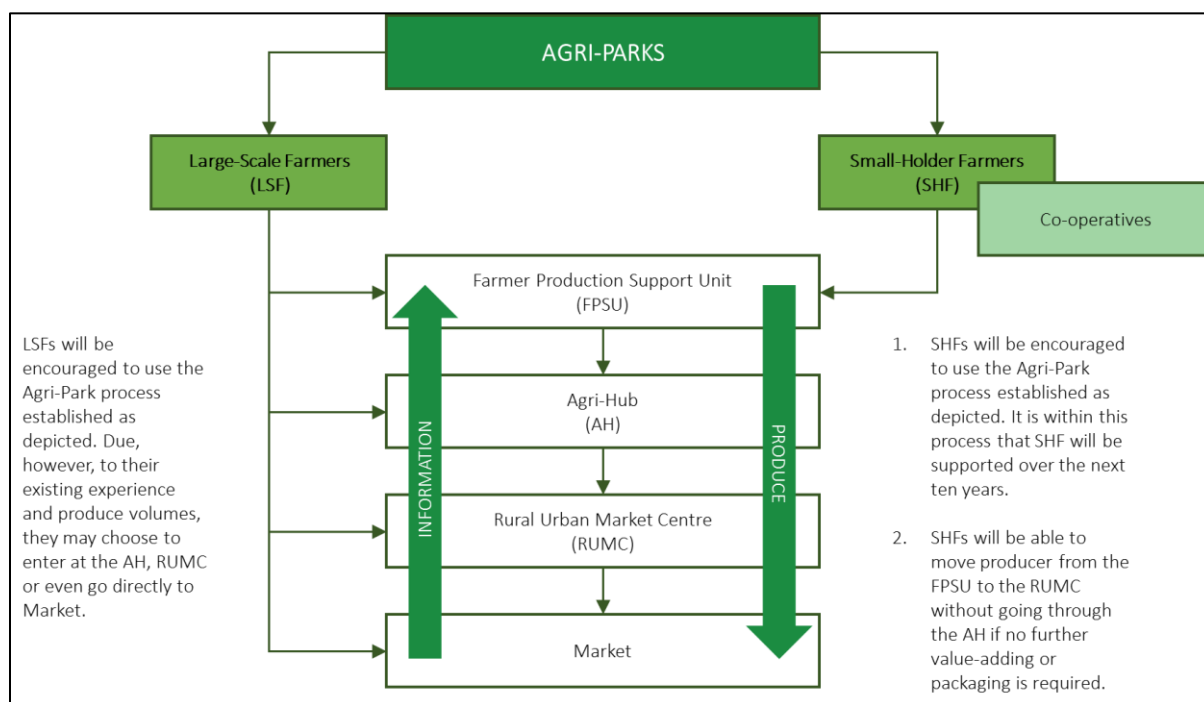 AGRI-PARKS
Large-Scale Farmers
(LSF)
Small-Holder Farmers
(SHF)
Co-operatives
Farmer Production Support Unit
(FPSU)
Agri-Hub
(AH)
Rural Urban Market Centre
(RUMC)
Market
INFORMATION
PRODUCE
LSFs will be
encouraged to use the
Agri-Park process
established as
depicted. Due,
however, to their
existing experience
and produce volumes,
they may choose to
enter at the AH, RUMC
or even go directly to
Market.
1. SHFs will be encouraged
to use the Agri-Park
process established as
depicted. It is within this
process that SHF will be
supported over the next
ten years.
2. SHFs will be able to
move producer from the
FPSU to the RUMC
without going through
the AH if no further
value-adding or
packaging is required.